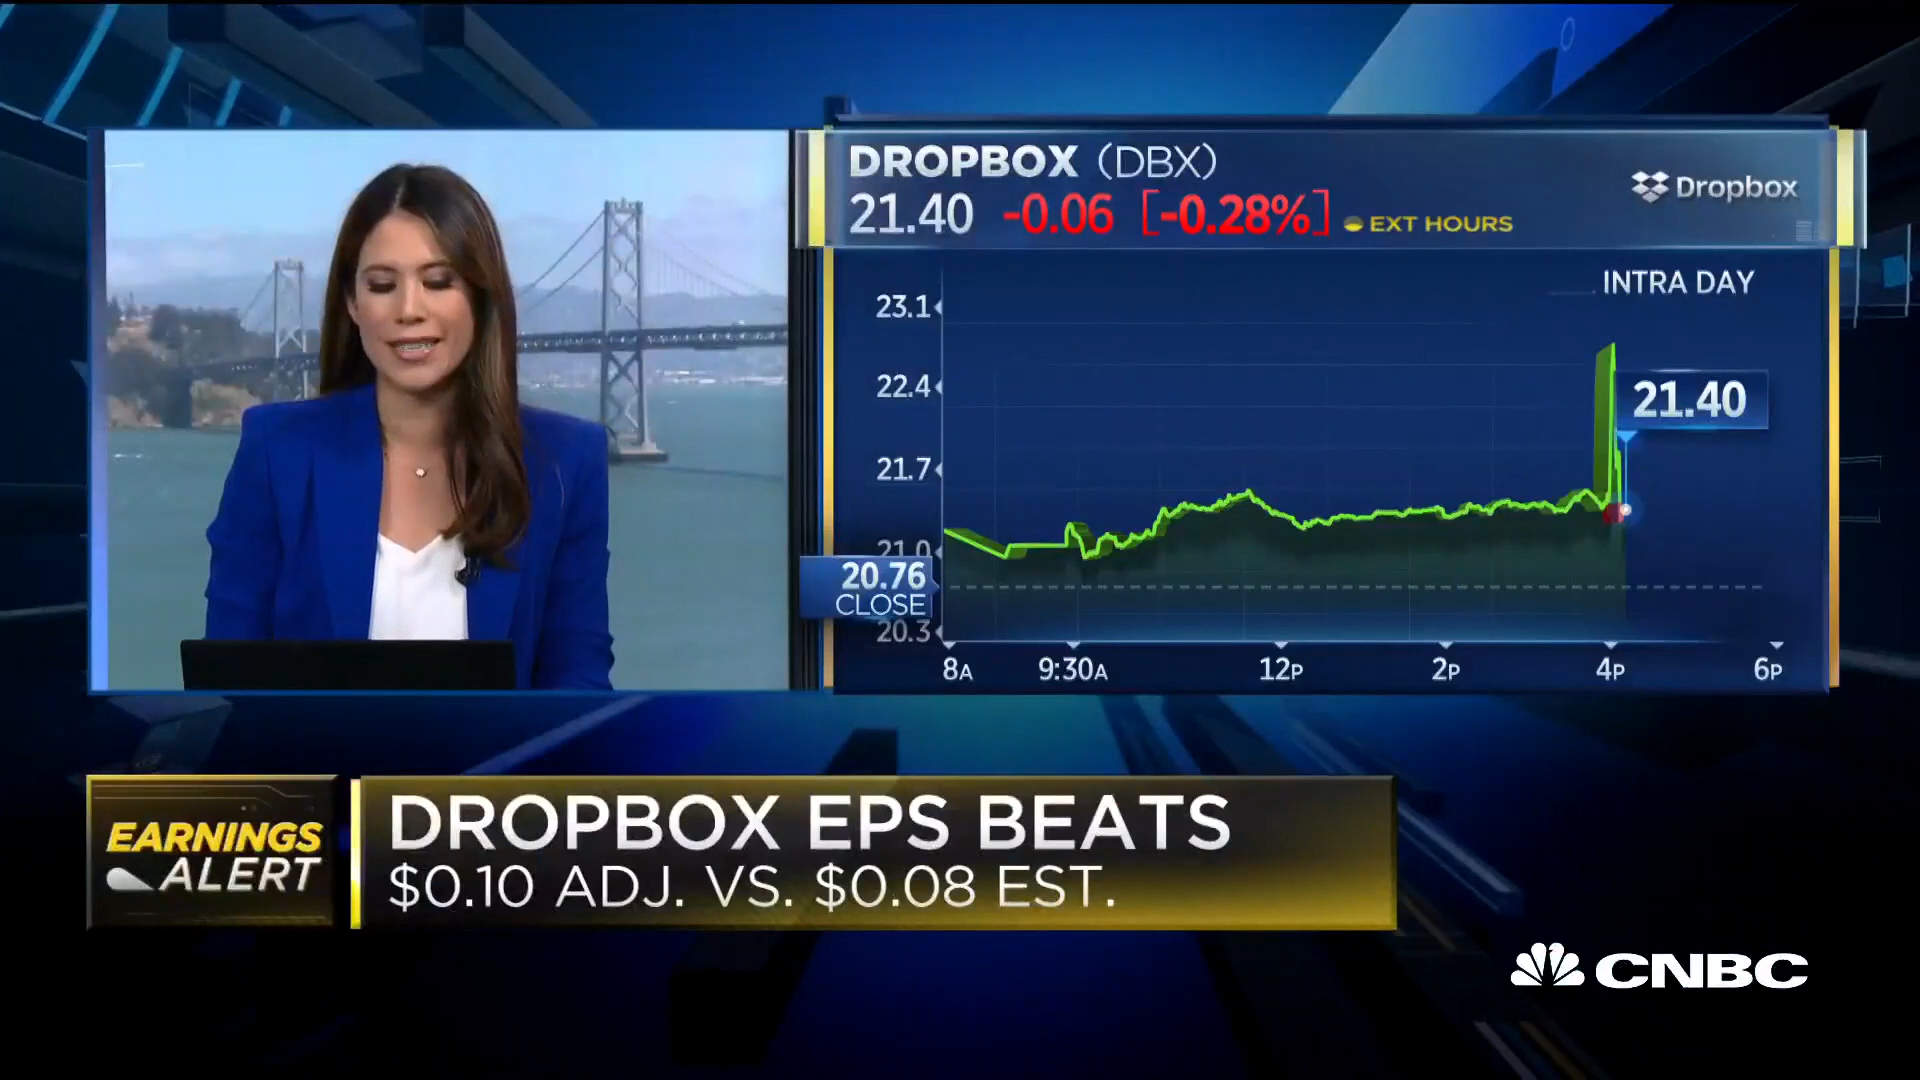 DROPBOX (DBX)
21.40 -0.06 [-0.28%] EXT HOURS
Dropbox
INTRA DAY
23.1
22.4
21.7
21.0
20.3
21.40
20.76
CLOSE
8A 9:30A 12P 2P 4P 6P
EARNINGS
ALERT
DROPBOX EPS BEATS
$0.10 ADJ. VS. $0.08 EST.
CNBC